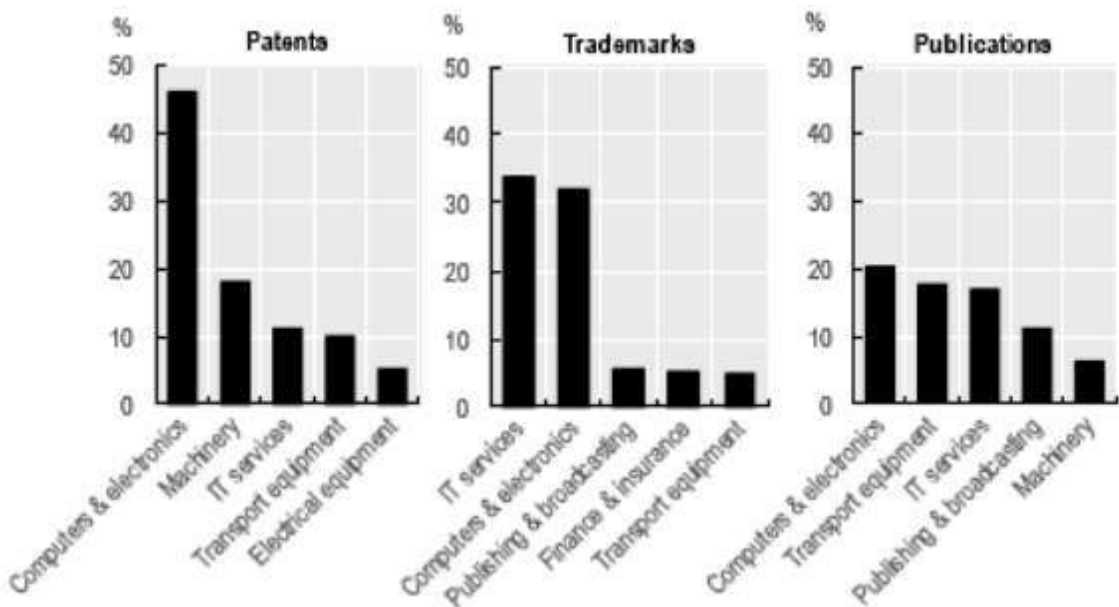 %
Patents
50
40
30
20
10
0
Computers & electronics
Machinery
IT services
Transport equipment
Electrical equipment
%
Trademarks
50
40
30
20
10
0
IT services
Computers & electronics
Publishing & broadcasting
Finance & insurance
Transport equipment
%
Publications
50
40
30
20
10
0
Computers & electronics
Transport equipment
IT services
Publishing & broadcasting
Machinery